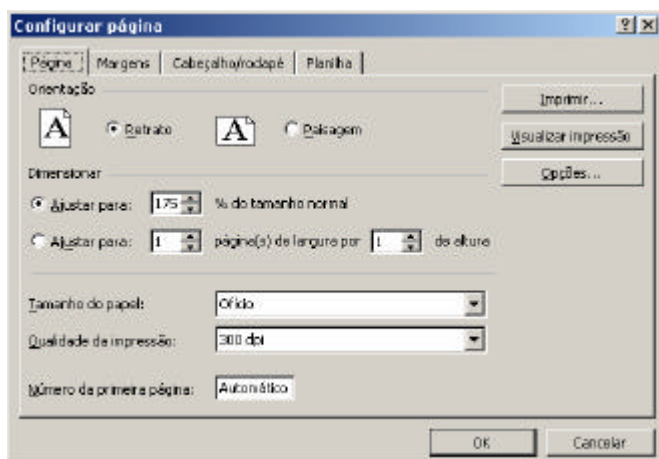 Configurar página
Página Margens Cabeçalho/rodapé Planilha
Orientação
A Retrato A Paisagem
Imprimir...
Visualizar impressão
Opções...
Dimensionar
Ajustar para: 175 % do tamanho normal
Ajustar para: 1 página(s) de largura por 1 de altura
Tamanho do papel: Ofício
Qualidade da impressão: 300 dpi
Número da primeira página: Automático
OK Cancelar